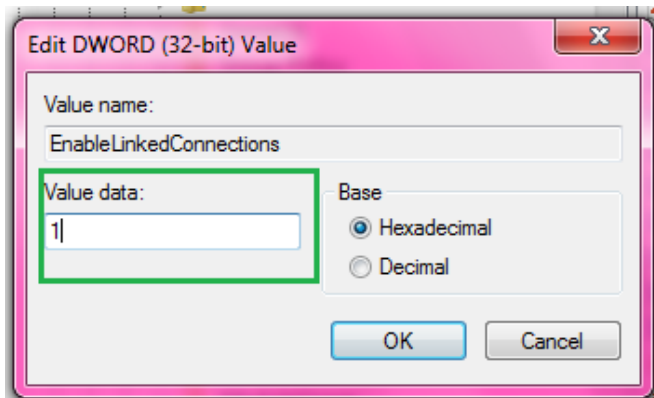 Edit DWORD (32-bit) Value
Value name:
EnableLinkedConnections
Value data:
1
Base
Hexadecimal
Decimal
OK
Cancel